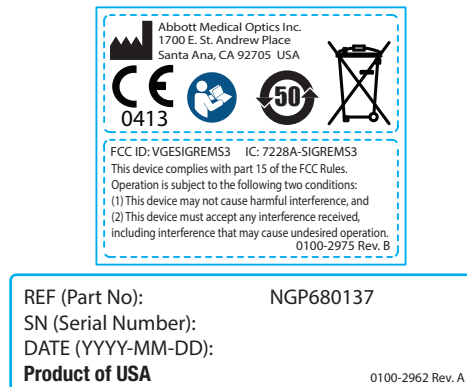 Abbott Medical Optics Inc.
1700 E. St. Andrew Place
Santa Ana, CA 92705 USA
CE
0413
50
FCC ID: VGESIGREMS3 IC: 7228A-SIGREMS3
This device complies with part 15 of the FCC Rules.
Operation is subject to the following two conditions:
(1) This device may not cause harmful interference, and
(2) This device must accept any interference received,
including interference that may cause undesired operation.
0100-2975 Rev. B
REF (Part No): NGP680137
SN (Serial Number):
DATE (YYYY-MM-DD):
Product of USA 0100-2962 Rev. A